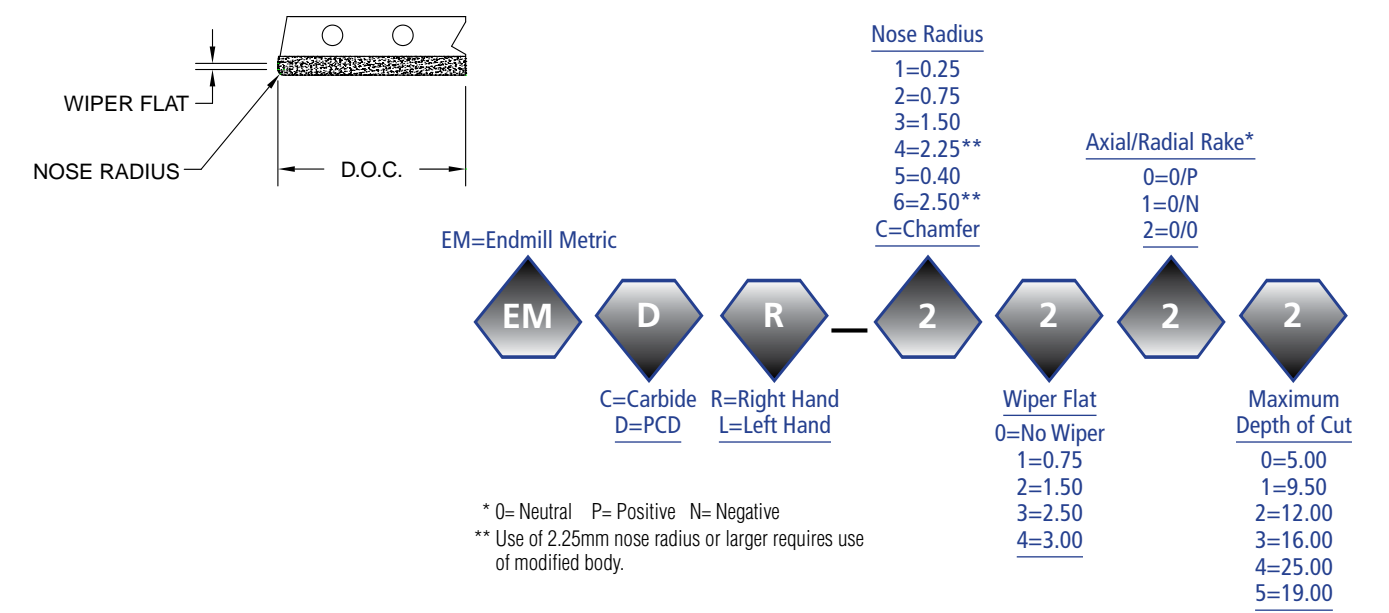 WIPER FLAT
NOSE RADIUS
D.O.C.
Nose Radius
1=0.25
2=0.75
3=1.50
4=2.25**
5=0.40
6=2.50**
C=Chamfer
Axial/Radial Rake*
0=0/P
1=0/N
2=0/0
EM=Endmill Metric
EM D R – 2 2 2 2
C=Carbide
D=PCD
R=Right Hand
L=Left Hand
Wiper Flat
0=No Wiper
1=0.75
2=1.50
3=2.50
4=3.00
Maximum
Depth of Cut
0=5.00
1=9.50
2=12.00
3=16.00
4=25.00
5=19.00
* 0= Neutral P= Positive N= Negative
** Use of 2.25mm nose radius or larger requires use
of modified body.